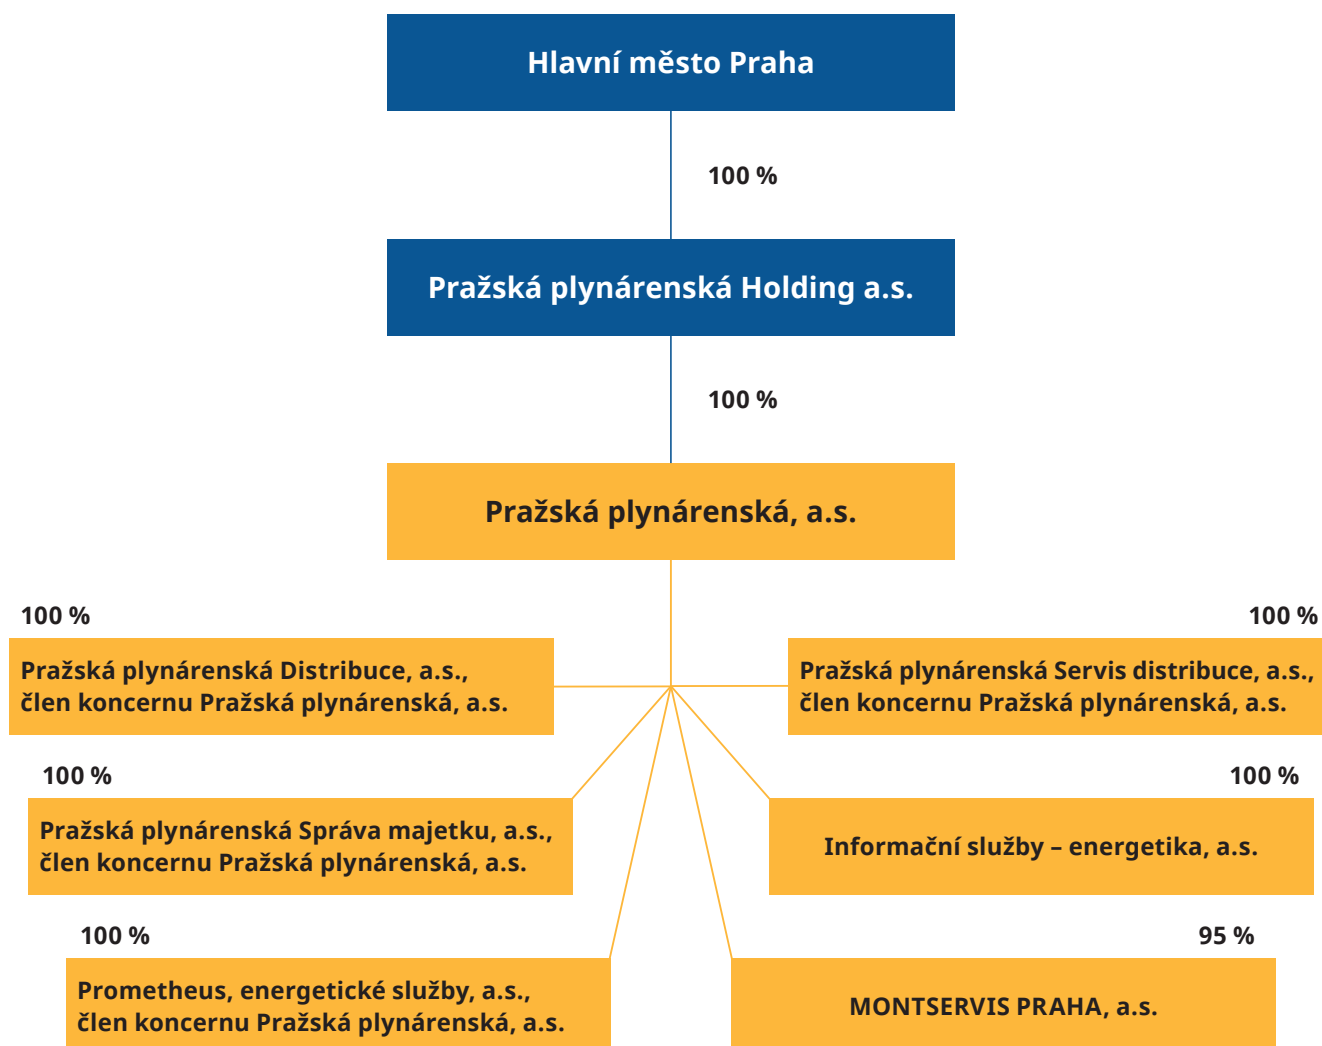 Hlavní město Praha
100 %
Pražská plynárenská Holding a.s.
100 %
Pražská plynárenská, a.s.
100 %
Pražská plynárenská Distribuce, a.s.,
člen koncernu Pražská plynárenská, a.s.
100 %
Pražská plynárenská Servis distribuce, a.s.,
člen koncernu Pražská plynárenská, a.s.
100 %
Pražská plynárenská Správa majetku, a.s.,
člen koncernu Pražská plynárenská, a.s.
100 %
Informační služby – energetika, a.s.
100 %
Prometheus, energetické služby, a.s.,
člen koncernu Pražská plynárenská, a.s.
95 %
MONTSERVIS PRAHA, a.s.